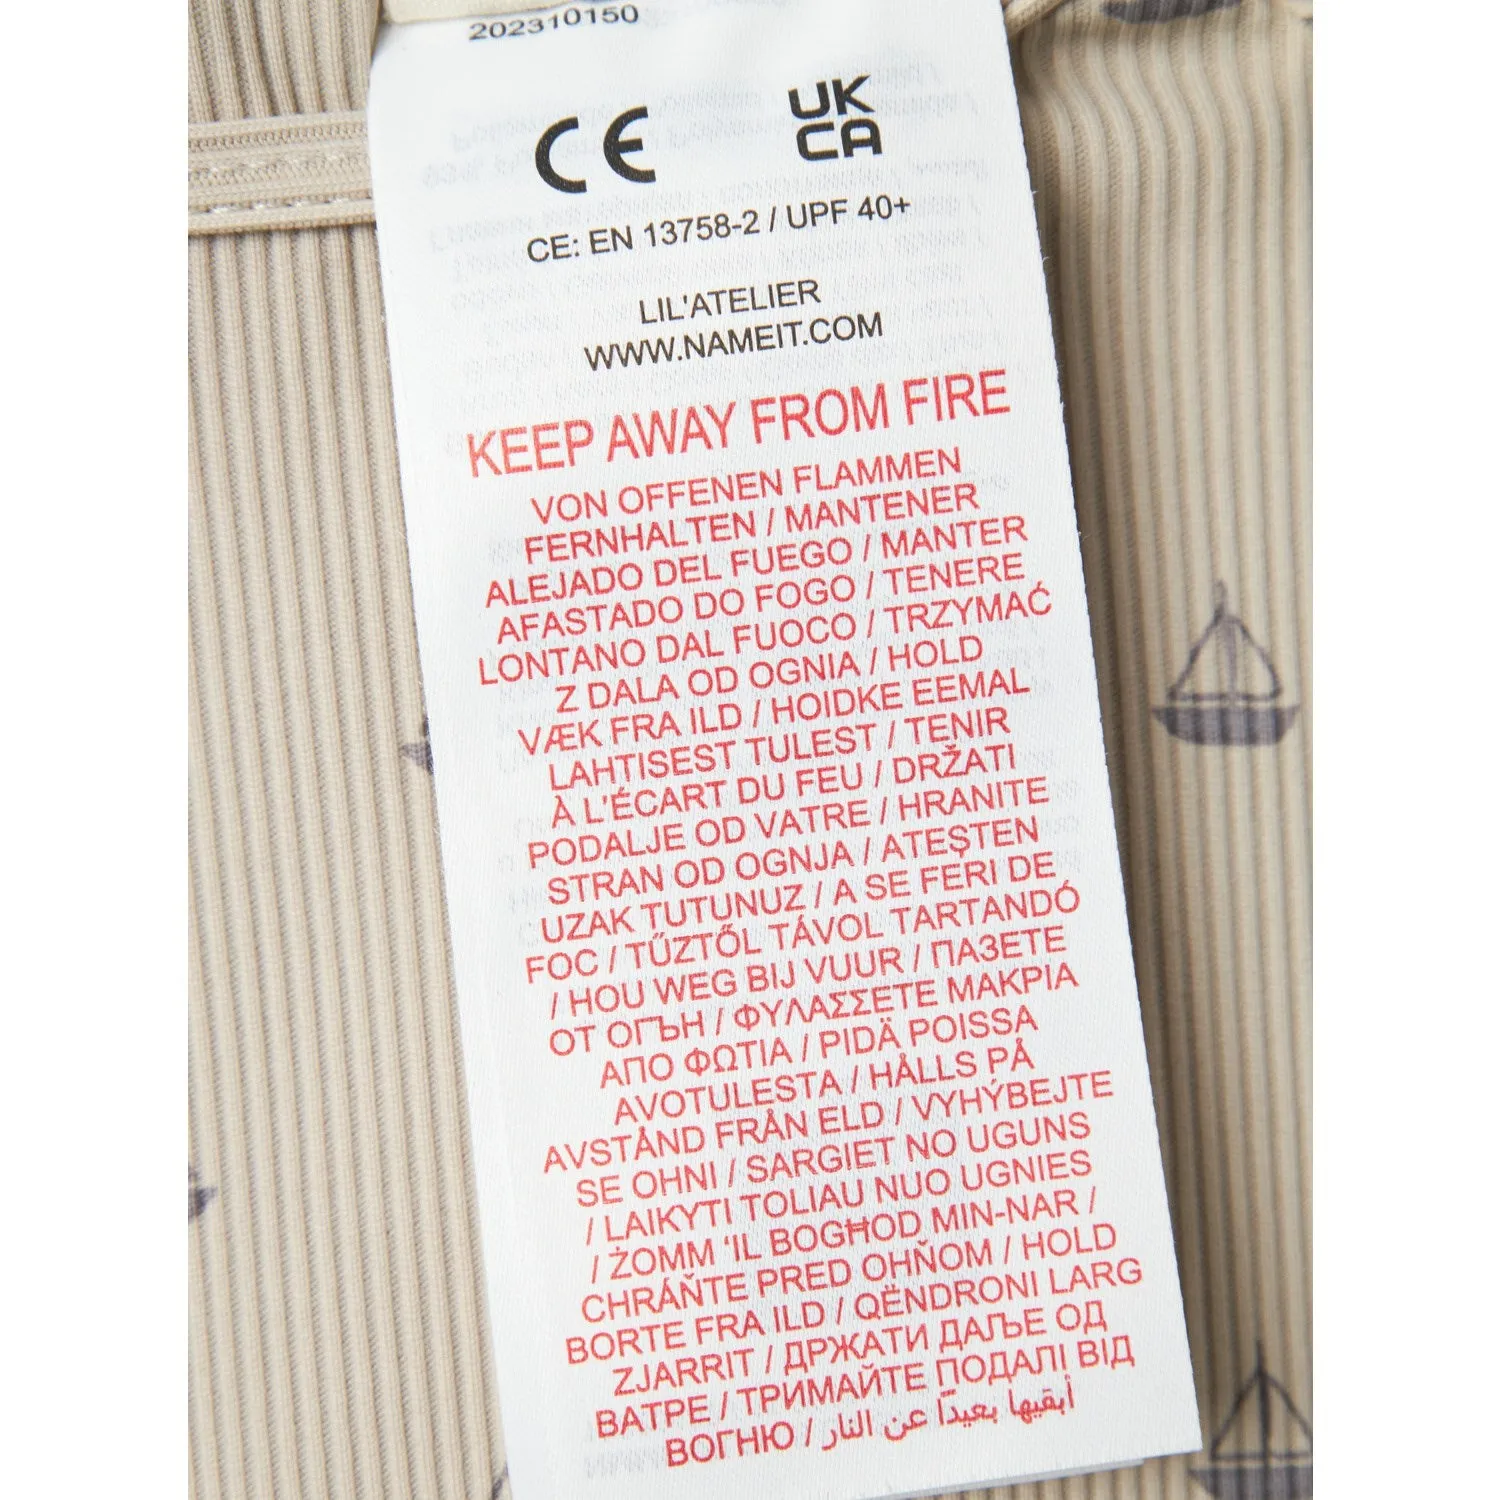 202310150
CE
UK
CA
CE: EN 13758-2 / UPF 40+
LIL'ATELIER
WWW.NAMEIT.COM
KEEP AWAY FROM FIRE
VON OFFENEN FLAMMEN
FERNHALTEN / MANTENER
ALEJADO DEL FUEGO / MANTER
AFASTADO DO FOGO / TENERE
LONTANO DAL FUOCO / TRZYMAĆ
Z DALA OD OGNIA / HOLD
VÆK FRA ILD / HOIDKE EEMAL
LAHTISEST TULEST / TENIR
À L'ÉCART DU FEU / DRŽATI
PODALJE OD VATRE / HRANITE
STRAN OD OGNJA / ATEŞTEN
UZAK TUTUNUZ / A SE FERI DE
FOC / TŰZTŐL TÁVOL TARTANDÓ
/ HOU WEG BIJ VUUR / ПАЗЕТЕ
ОТ ОГЪН / ΦΥΛΑΣΣΕΤΕ ΜΑΚΡΙΑ
ΑΠΟ ΦΩΤΙΑ / PIDÄ POISSA
AVOTULESTA / HÅLLS PÅ
AVSTÅND FRÅN ELD / VYHÝBEJTE
SE OHNI / SARGIET NO UGUNS
/ LAIKYTI TOLIAU NUO UGNIES
/ ŻOMM 'IL BOGĦOD MIN-NAR /
CHRÁŇTE PRED OHŇOM / HOLD
BORTE FRA ILD / QËNDRONI LARG
ZJARRIT / ДРЖАТИ ДАЉЕ ОД
ВАТРЕ / ТРИМАЙТЕ ПОДАЛІ ВІД
ВОГНЮ / أبقيها بعيدًا عن النار